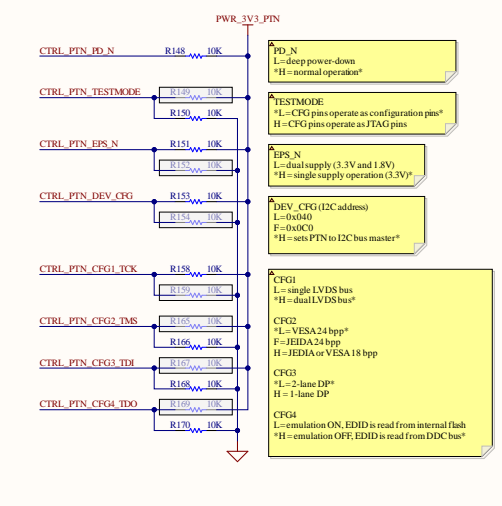 PWR_3V3_PTN
CTRL_PTN_PD_N R148 10K
CTRL_PTN_TESTMODE R149 10K
R150 10K
CTRL_PTN_EPS_N R151 10K
R152 10K
CTRL_PTN_DEV_CFG R153 10K
R154 10K
CTRL_PTN_CFG1_TCK R158 10K
R159 10K
CTRL_PTN_CFG2_TMS R165 10K
R166 10K
CTRL_PTN_CFG3_TDI R167 10K
R168 10K
CTRL_PTN_CFG4_TDO R169 10K
R170 10K
PD_N
L=deep power-down
*H=normal operation*
TESTMODE
*L=CFG pins operate as configuration pins*
H=CFG pins operate as JTAG pins
EPS_N
L=dual supply (3.3V and 1.8V)
*H=single supply operation (3.3V)*
DEV_CFG (I2C address)
L=0x040
F=0x0C0
*H=sets PTN to I2C bus master*
CFG1
L= single LVDS bus
*H=dual LVDS bus*
CFG2
*L=VESA 24 bpp*
F=JEIDA 24 bpp
H=JEDIA or VESA 18 bpp
CFG3
*L=2-lane DP*
H=1-lane DP
CFG4
L=emulation ON, EDID is read from internal flash
*H=emulation OFF, EDID is read from DDC bus*